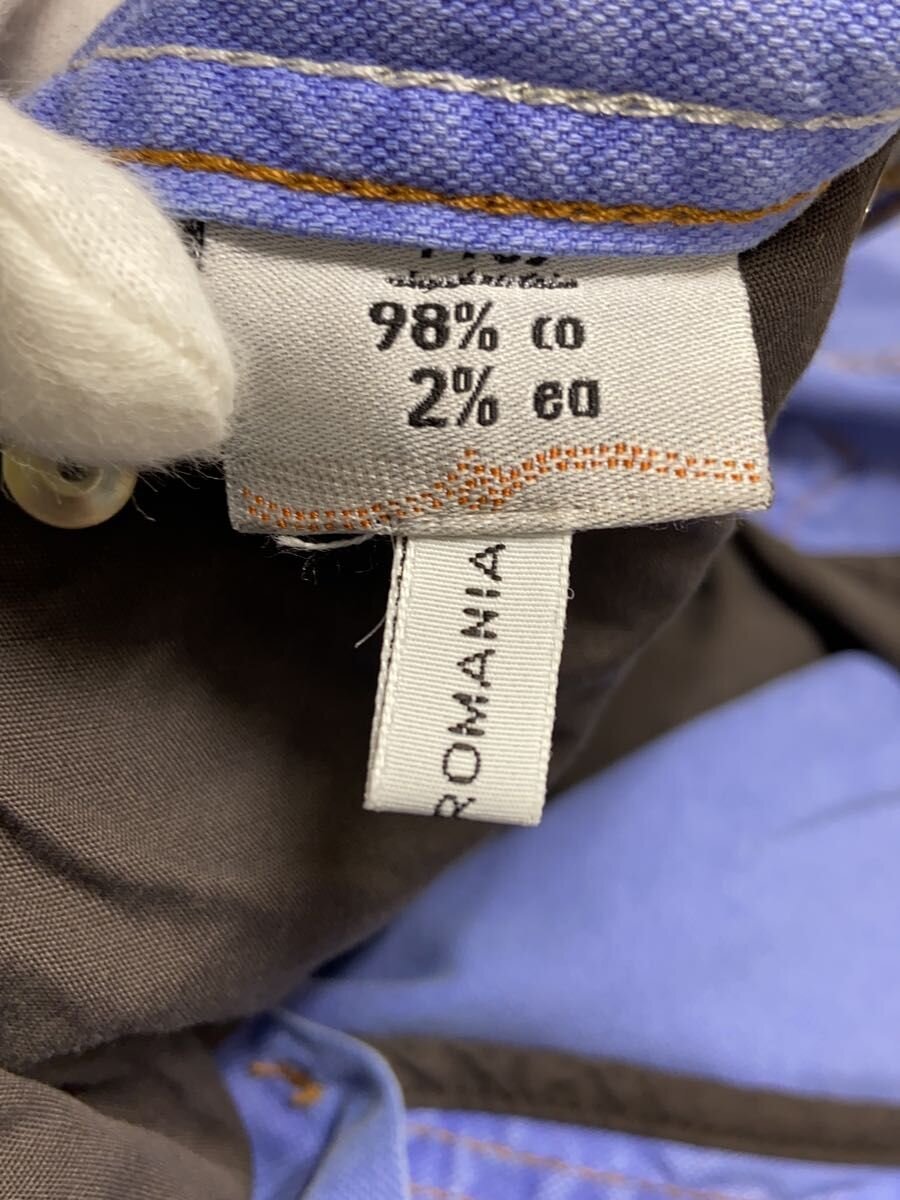 98% co
2% ea
ROMANIA